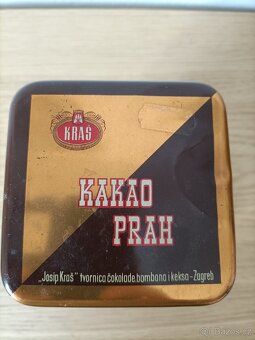 KRAŠ
KAKAO
PRAH
„Josip Kraš" tvornica čokolade, bombona i keksa - Zagreb